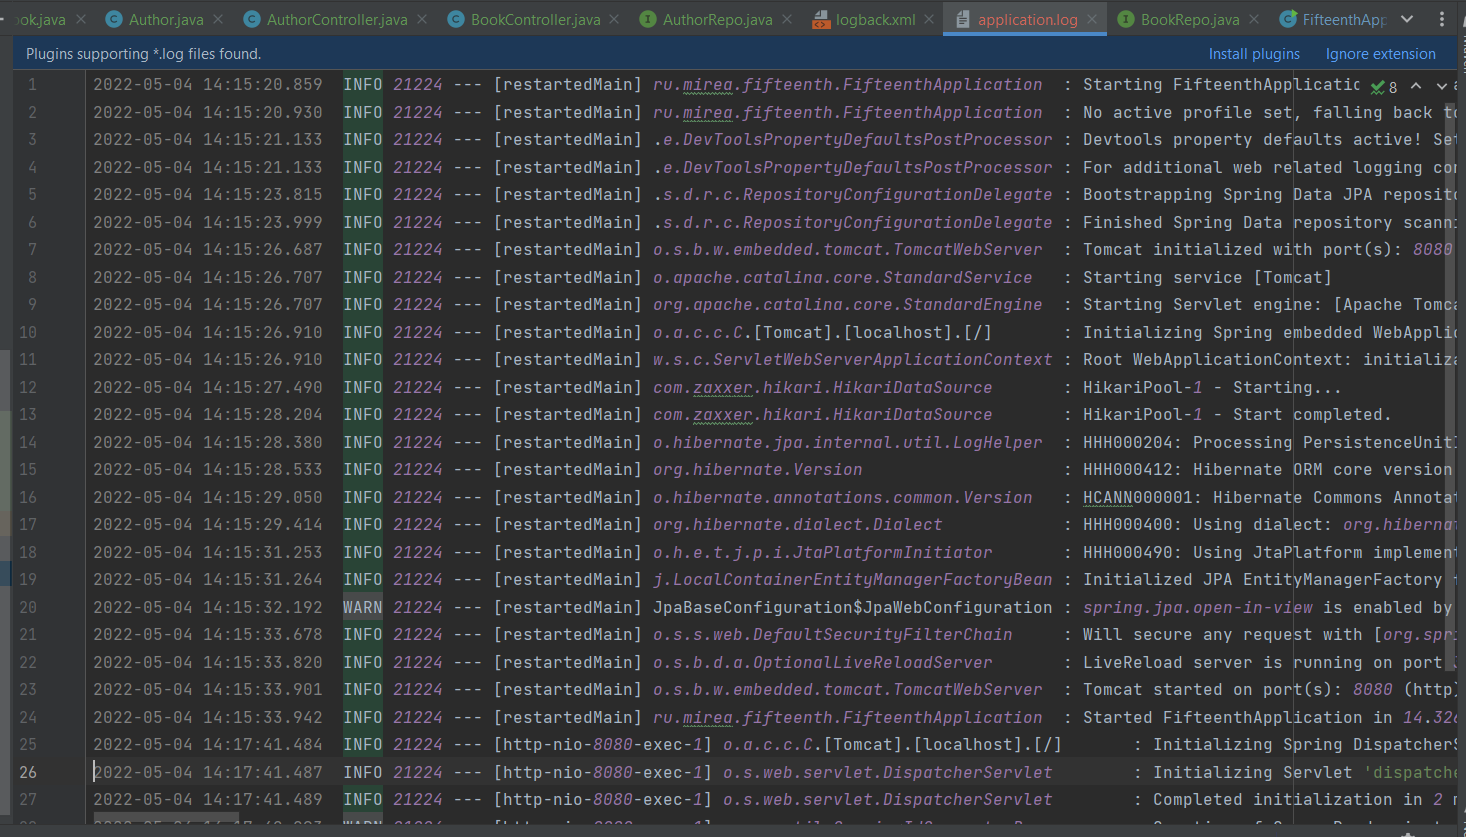 ok.java Author.java AuthorController.java BookController.java AuthorRepo.java logback.xml application.log BookRepo.java FifteenthApp
Plugins supporting *.log files found. Install plugins Ignore extension
8
1 2022-05-04 14:15:20.859 INFO 21224 --- [restartedMain] ru.mirea.fifteenth.FifteenthApplication : Starting FifteenthApplicatic
2 2022-05-04 14:15:20.930 INFO 21224 --- [restartedMain] ru.mirea.fifteenth.FifteenthApplication : No active profile set, falling back to
3 2022-05-04 14:15:21.133 INFO 21224 --- [restartedMain] .e.DevToolsPropertyDefaultsPostProcessor : Devtools property defaults active! Set
4 2022-05-04 14:15:21.133 INFO 21224 --- [restartedMain] .e.DevToolsPropertyDefaultsPostProcessor : For additional web related logging con
5 2022-05-04 14:15:23.815 INFO 21224 --- [restartedMain] .s.d.r.c.RepositoryConfigurationDelegate : Bootstrapping Spring Data JPA reposito
6 2022-05-04 14:15:23.999 INFO 21224 --- [restartedMain] .s.d.r.c.RepositoryConfigurationDelegate : Finished Spring Data repository scanni
7 2022-05-04 14:15:26.687 INFO 21224 --- [restartedMain] o.s.b.w.embedded.tomcat.TomcatWebServer : Tomcat initialized with port(s): 8080
8 2022-05-04 14:15:26.707 INFO 21224 --- [restartedMain] o.apache.catalina.core.StandardService : Starting service [Tomcat]
9 2022-05-04 14:15:26.707 INFO 21224 --- [restartedMain] org.apache.catalina.core.StandardEngine : Starting Servlet engine: [Apache Tomca
10 2022-05-04 14:15:26.910 INFO 21224 --- [restartedMain] o.a.c.c.C.[Tomcat].[localhost].[/] : Initializing Spring embedded WebApplic
11 2022-05-04 14:15:26.910 INFO 21224 --- [restartedMain] w.s.c.ServletWebServerApplicationContext : Root WebApplicationContext: initializa
12 2022-05-04 14:15:27.490 INFO 21224 --- [restartedMain] com.zaxxer.hikari.HikariDataSource : HikariPool-1 - Starting...
13 2022-05-04 14:15:28.204 INFO 21224 --- [restartedMain] com.zaxxer.hikari.HikariDataSource : HikariPool-1 - Start completed.
14 2022-05-04 14:15:28.380 INFO 21224 --- [restartedMain] o.hibernate.jpa.internal.util.LogHelper : HHH000204: Processing PersistenceUnitI
15 2022-05-04 14:15:28.533 INFO 21224 --- [restartedMain] org.hibernate.Version : HHH000412: Hibernate ORM core version
16 2022-05-04 14:15:29.050 INFO 21224 --- [restartedMain] o.hibernate.annotations.common.Version : HCANN000001: Hibernate Commons Annotat
17 2022-05-04 14:15:29.414 INFO 21224 --- [restartedMain] org.hibernate.dialect.Dialect : HHH000400: Using dialect: org.hibernat
18 2022-05-04 14:15:31.253 INFO 21224 --- [restartedMain] o.h.e.t.j.p.i.JtaPlatformInitiator : HHH000490: Using JtaPlatform implement
19 2022-05-04 14:15:31.264 INFO 21224 --- [restartedMain] j.LocalContainerEntityManagerFactoryBean : Initialized JPA EntityManagerFactory f
20 2022-05-04 14:15:32.192 WARN 21224 --- [restartedMain] JpaBaseConfiguration$JpaWebConfiguration : spring.jpa.open-in-view is enabled by
21 2022-05-04 14:15:33.678 INFO 21224 --- [restartedMain] o.s.s.web.DefaultSecurityFilterChain : Will secure any request with [org.spri
22 2022-05-04 14:15:33.820 INFO 21224 --- [restartedMain] o.s.b.d.a.OptionalLiveReloadServer : LiveReload server is running on port
23 2022-05-04 14:15:33.901 INFO 21224 --- [restartedMain] o.s.b.w.embedded.tomcat.TomcatWebServer : Tomcat started on port(s): 8080 (http)
24 2022-05-04 14:15:33.942 INFO 21224 --- [restartedMain] ru.mirea.fifteenth.FifteenthApplication : Started FifteenthApplication in 14.326
25 2022-05-04 14:17:41.484 INFO 21224 --- [http-nio-8080-exec-1] o.a.c.c.C.[Tomcat].[localhost].[/] : Initializing Spring DispatcherS
26 2022-05-04 14:17:41.487 INFO 21224 --- [http-nio-8080-exec-1] o.s.web.servlet.DispatcherServlet : Initializing Servlet 'dispatche
27 2022-05-04 14:17:41.489 INFO 21224 --- [http-nio-8080-exec-1] o.s.web.servlet.DispatcherServlet : Completed initialization in 2 m